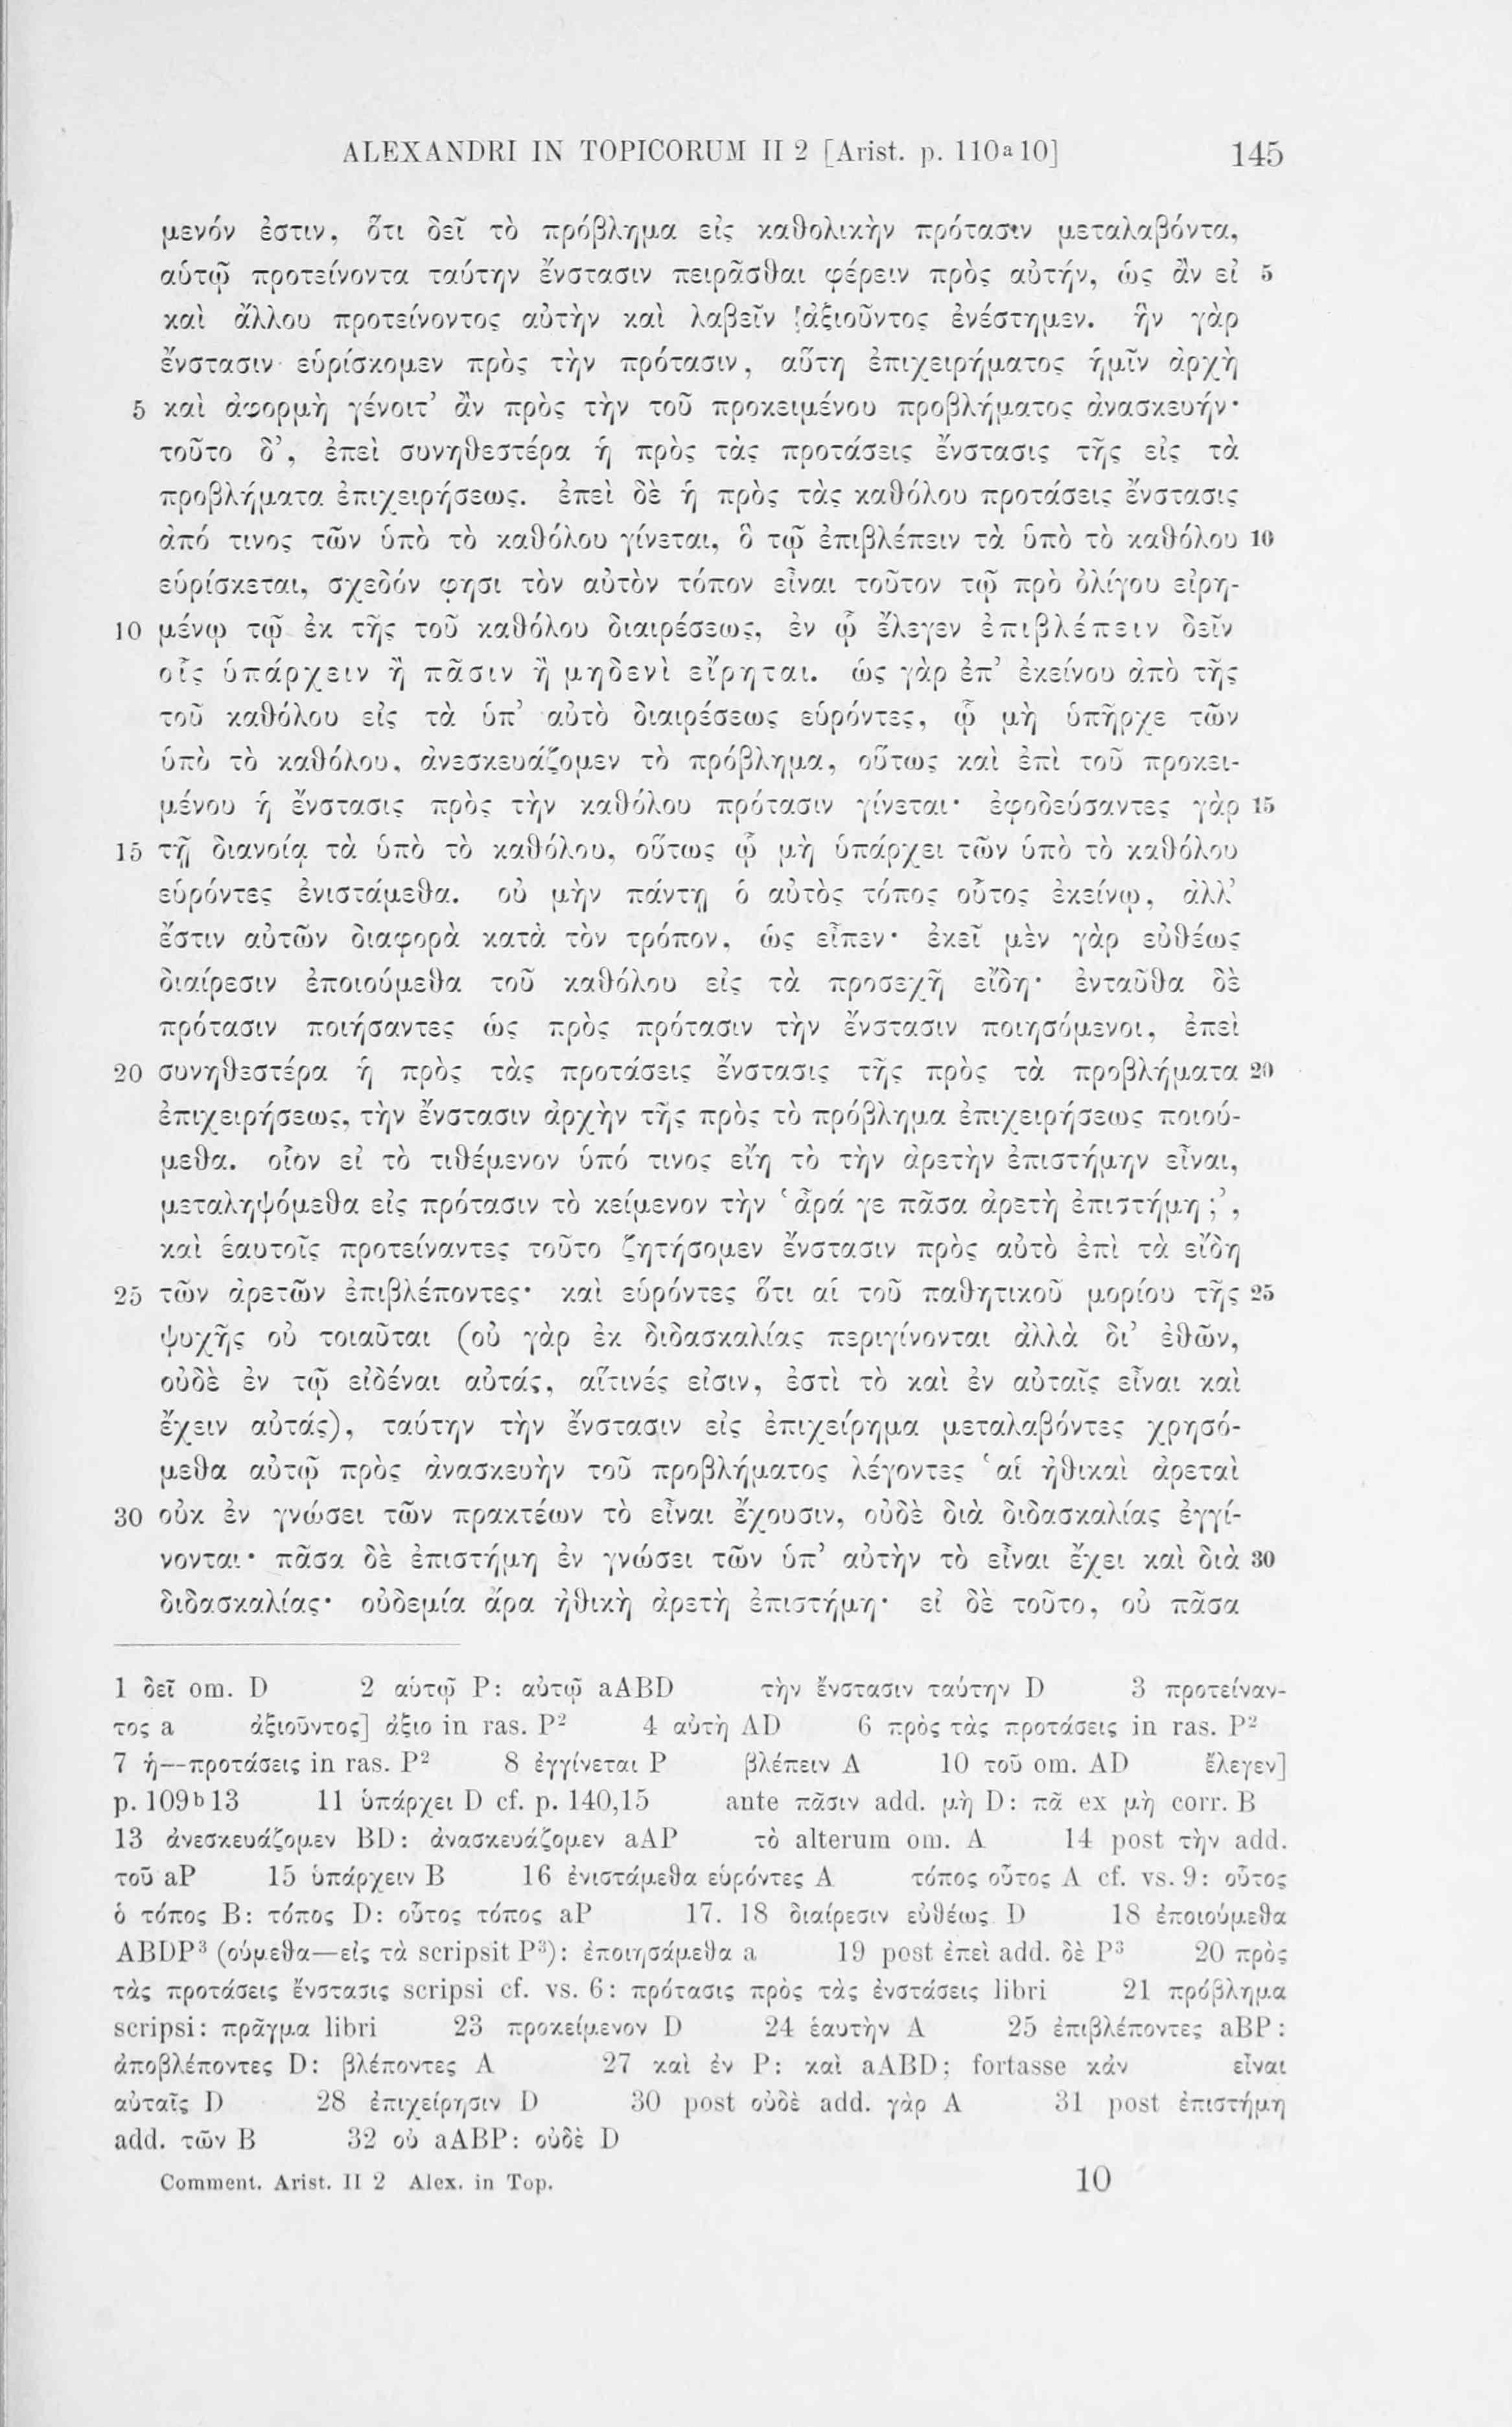 ALEXANDRI IN TOPICORUM II 2 [Arist. p. 110a10] 145
μενόν ἐστιν, ὅτι δεῖ τὸ πρόβλημα εἰς καθολικὴν πρότασιν μεταλαβόντα,
αὑτῷ προτείνοντα ταύτην ἔνστασιν πειρᾶσθαι φέρειν πρὸς αὐτήν, ὡς ἂν εἰ 5
καὶ ἄλλου προτείνοντος αὐτὴν καὶ λαβεῖν ἀξιοῦντος ἐνέστημεν. ἣν γὰρ
ἔνστασιν εὑρίσκομεν πρὸς τὴν πρότασιν, αὕτη ἐπιχειρήματος ἡμῖν ἀρχὴ
5 καὶ ἀφορμὴ γένοιτ’ ἂν πρὸς τὴν τοῦ προκειμένου προβλήματος ἀνασκευήν·
τοῦτο δ’, ἐπεὶ συνηθεστέρα ἡ πρὸς τὰς προτάσεις ἔνστασις τῆς εἰς τὰ
προβλήματα ἐπιχειρήσεως. ἐπεὶ δὲ ἡ πρὸς τὰς καθόλου προτάσεις ἔνστασις
ἀπό τινος τῶν ὑπὸ τὸ καθόλου γίνεται, ὃ τῷ ἐπιβλέπειν τὰ ὑπὸ τὸ καθόλου 10
εὑρίσκεται, σχεδόν φησι τὸν αὐτὸν τόπον εἶναι τοῦτον τῷ πρὸ ὀλίγου εἰρη-
10 μένῳ τῷ ἐκ τῆς τοῦ καθόλου διαιρέσεως, ἐν ᾧ ἔλεγεν ἐπιβλέπειν δεῖν
οἷς ὑπάρχειν ἢ πᾶσιν ἢ μηδενὶ εἴρηται. ὡς γὰρ ἐπ’ ἐκείνου ἀπὸ τῆς
τοῦ καθόλου εἰς τὰ ὑπ’ αὐτὸ διαιρέσεως εὑρόντες, ᾧ μὴ ὑπῆρχε τῶν
ὑπὸ τὸ καθόλου, ἀνεσκευάζομεν τὸ πρόβλημα, οὕτως καὶ ἐπὶ τοῦ προκει-
μένου ἡ ἔνστασις πρὸς τὴν καθόλου πρότασιν γίνεται· ἐφοδεύσαντες γὰρ 15
15 τῇ διανοίᾳ τὰ ὑπὸ τὸ καθόλου, οὕτως ᾧ μὴ ὑπάρχει τῶν ὑπὸ τὸ καθόλου
εὑρόντες ἐνιστάμεθα. οὐ μὴν πάντῃ ὁ αὐτὸς τόπος οὗτος ἐκείνῳ, ἀλλ’
ἔστιν αὐτῶν διαφορὰ κατὰ τὸν τρόπον, ὡς εἶπεν· ἐκεῖ μὲν γὰρ εὐθέως
διαίρεσιν ἐποιούμεθα τοῦ καθόλου εἰς τὰ προσεχῆ εἴδη· ἐνταῦθα δὲ
πρότασιν ποιήσαντες ὡς πρὸς πρότασιν τὴν ἔνστασιν ποιησόμενοι, ἐπεὶ
20 συνηθεστέρα ἡ πρὸς τὰς προτάσεις ἔνστασις τῆς πρὸς τὰ προβλήματα 20
ἐπιχειρήσεως, τὴν ἔνστασιν ἀρχὴν τῆς πρὸς τὸ πρόβλημα ἐπιχειρήσεως ποιού-
μεθα. οἷον εἰ τὸ τιθέμενον ὑπό τινος εἴη τὸ τὴν ἀρετὴν ἐπιστήμην εἶναι,
μεταληψόμεθα εἰς πρότασιν τὸ κείμενον τὴν ‘ἆρά γε πᾶσα ἀρετὴ ἐπιστήμη;’,
καὶ ἑαυτοῖς προτείναντες τοῦτο ζητήσομεν ἔνστασιν πρὸς αὐτὸ ἐπὶ τὰ εἴδη
25 τῶν ἀρετῶν ἐπιβλέποντες· καὶ εὑρόντες ὅτι αἱ τοῦ παθητικοῦ μορίου τῆς 25
ψυχῆς οὐ τοιαῦται (οὐ γὰρ ἐκ διδασκαλίας περιγίνονται ἀλλὰ δι’ ἐθῶν,
οὐδὲ ἐν τῷ εἰδέναι αὐτάς, αἵτινές εἰσιν, ἐστὶ τὸ καὶ ἐν αὐταῖς εἶναι καὶ
ἔχειν αὐτάς), ταύτην τὴν ἔνστασιν εἰς ἐπιχείρημα μεταλαβόντες χρησό-
μεθα αὐτῷ πρὸς ἀνασκευὴν τοῦ προβλήματος λέγοντες ‘αἱ ἠθικαὶ ἀρεταὶ
30 οὐκ ἐν γνώσει τῶν πρακτέων τὸ εἶναι ἔχουσιν, οὐδὲ διὰ διδασκαλίας ἐγγί-
νονται· πᾶσα δὲ ἐπιστήμη ἐν γνώσει τῶν ὑπ’ αὐτὴν τὸ εἶναι ἔχει καὶ διὰ 30
διδασκαλίας· οὐδεμία ἄρα ἠθικὴ ἀρετὴ ἐπιστήμη· εἰ δὲ τοῦτο, οὐ πᾶσα
1 δεῖ om. D 2 αὑτῷ P: αὐτῷ aABD τὴν ἔνστασιν ταύτην D 3 προτείναν-
τος a ἀξιοῦντος] ἀξιο in ras. P2 4 αὐτὴ AD 6 πρὸς τὰς προτάσεις in ras. P2
7 ἡ—προτάσεις in ras. P2 8 ἐγγίνεται P βλέπειν A 10 τοῦ om. AD ἔλεγεν]
p. 109b13 11 ὑπάρχει D cf. p. 140,15 ante πᾶσιν add. μὴ D: πᾶ ex μὴ corr. B
13 ἀνεσκευάζομεν BD: ἀνασκευάζομεν aAP τὸ alterum om. A 14 post τὴν add.
τοῦ aP 15 ὑπάρχειν B 16 ἐνιστάμεθα εὑρόντες A τόπος οὗτος A cf. vs. 9: οὗτος
ὁ τόπος B: τόπος D: οὗτος τόπος aP 17. 18 διαίρεσιν εὐθέως D 18 ἐποιούμεθα
ABDP3 (ούμεθα—εἰς τὰ scripsit P3): ἐποιησάμεθα a 19 post ἐπεὶ add. δὲ P3 20 πρὸς
τὰς προτάσεις ἔνστασις scripsi cf. vs. 6: πρότασις πρὸς τὰς ἐνστάσεις libri 21 πρόβλημα
scripsi: πρᾶγμα libri 23 προκείμενον D 24 ἑαυτὴν A 25 ἐπιβλέποντες aBP:
ἀποβλέποντες D: βλέποντες A 27 καὶ ἐν P: καὶ aABD; fortasse κἀν εἶναι
αὐταῖς D 28 ἐπιχείρησιν D 30 post οὐδὲ add. γὰρ A 31 post ἐπιστήμη
add. τῶν B 32 οὐ aABP: οὐδὲ D
Comment. Arist. II 2 Alex. in Top. 10